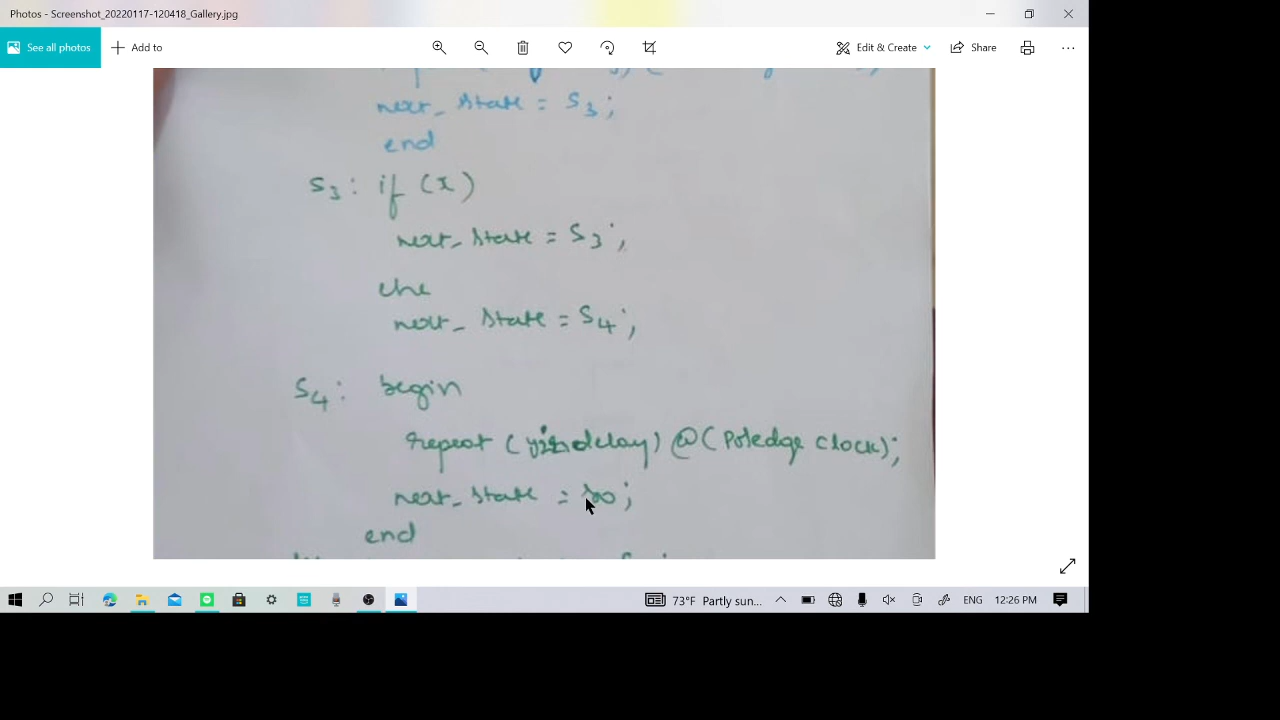 Photos - Screenshot_20220117-120418_Gallery.jpg
See all photos
Add to
Edit & Create
Share
next_state = S3;
end
S3: if (x)
next_state = S3;
else
next_state = S4;
S4: begin
repeat (y2rdelay) @(Posedge clock);
next_state = S0;
end
73°F Partly sun...
ENG
12:26 PM